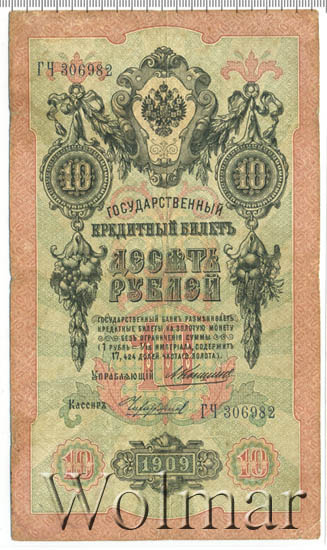 ГЧ 306982
10 10
ГОСУДАРСТВЕННЫЙ
КРЕДИТНЫЙ БИЛЕТЪ
ДЕСЯТЬ
РУБЛЕЙ
ГОСУДАРСТВЕННЫЙ БАНКЪ РАЗМѢНИВАЕТЪ
КРЕДИТНЫЕ БИЛЕТЫ НА ЗОЛОТУЮ МОНЕТУ
БЕЗЪ ОГРАНИЧЕНІЯ СУММЫ
(1 РУБЛЬ = 1/15 ИМПЕРІАЛА, СОДЕРЖИТЪ
17,424 ДОЛЕЙ ЧИСТАГО ЗОЛОТА).
УПРАВЛЯЮЩІЙ
Кассиръ
ГЧ 306982
10 1909 10
Wolmar